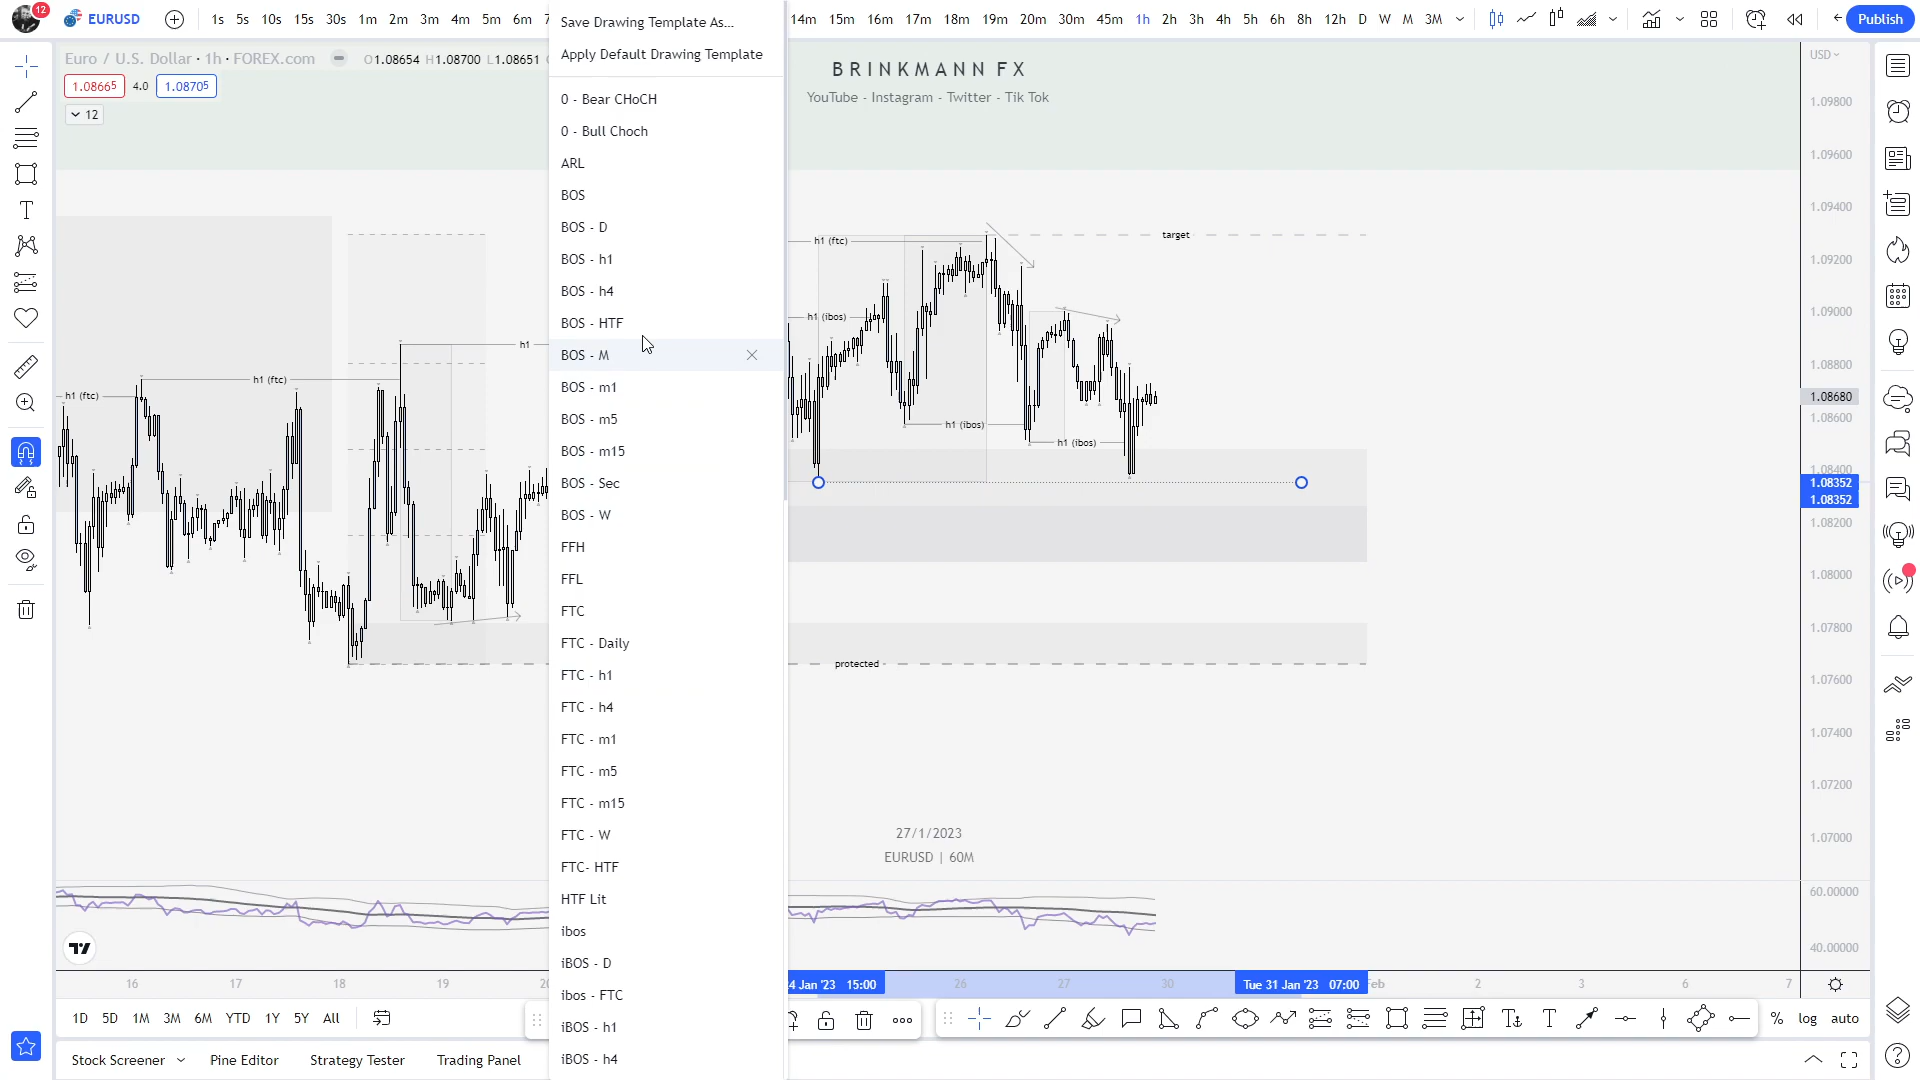 12
EURUSD
1s 5s 10s 15s 30s 1m 2m 3m 4m 5m 6m
14m 15m 16m 17m 18m 19m 20m 30m 45m 1h 2h 3h 4h 5h 6h 8h 12h D W M 3M
Publish
Euro / U.S. Dollar · 1h · FOREX.com
O1.08654 H1.08700 L1.08651
1.08665 4.0 1.08705
12
Save Drawing Template As...
Apply Default Drawing Template
0 - Bear CHoCH
0 - Bull Choch
ARL
BOS
BOS - D
BOS - h1
BOS - h4
BOS - HTF
BOS - M
BOS - m1
BOS - m5
BOS - m15
BOS - Sec
BOS - W
FFH
FFL
FTC
FTC - Daily
FTC - h1
FTC - h4
FTC - m1
FTC - m5
FTC - m15
FTC - W
FTC- HTF
HTF Lit
ibos
iBOS - D
ibos - FTC
iBOS - h1
iBOS - h4
BRINKMANN FX
YouTube - Instagram - Twitter - Tik Tok
h1 (ftc)
target
h1 (ibos)
h1
h1 (ftc)
h1 (ftc)
h1 (ibos)
h1 (ibos)
protected
27/1/2023
EURUSD | 60M
USD
1.09800
1.09600
1.09400
1.09200
1.09000
1.08800
1.08680
1.08600
1.08400
1.08352
1.08352
1.08200
1.08000
1.07800
1.07600
1.07400
1.07200
1.07000
60.00000
40.00000
16 17 18 19 20
4 Jan '23 15:00
26 27 30
Tue 31 Jan '23 07:00
eb
2 3 6 7
1D 5D 1M 3M 6M YTD 1Y 5Y All
% log auto
Stock Screener Pine Editor Strategy Tester Trading Panel